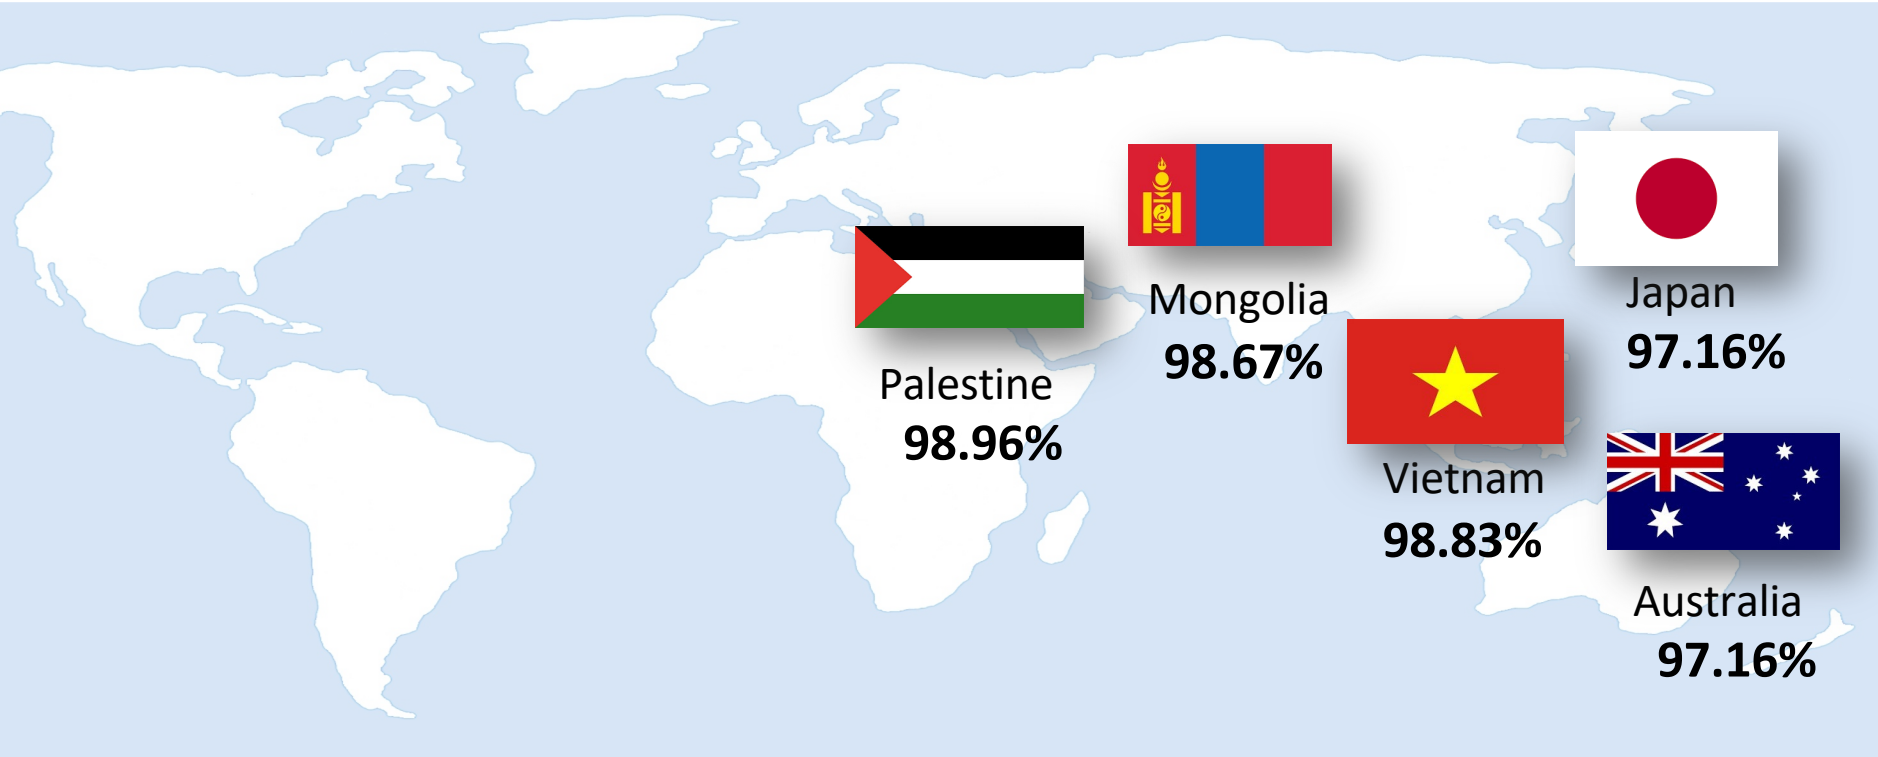 Mongolia
98.67%
Japan
97.16%
Palestine
98.96%
Vietnam
98.83%
Australia
97.16%